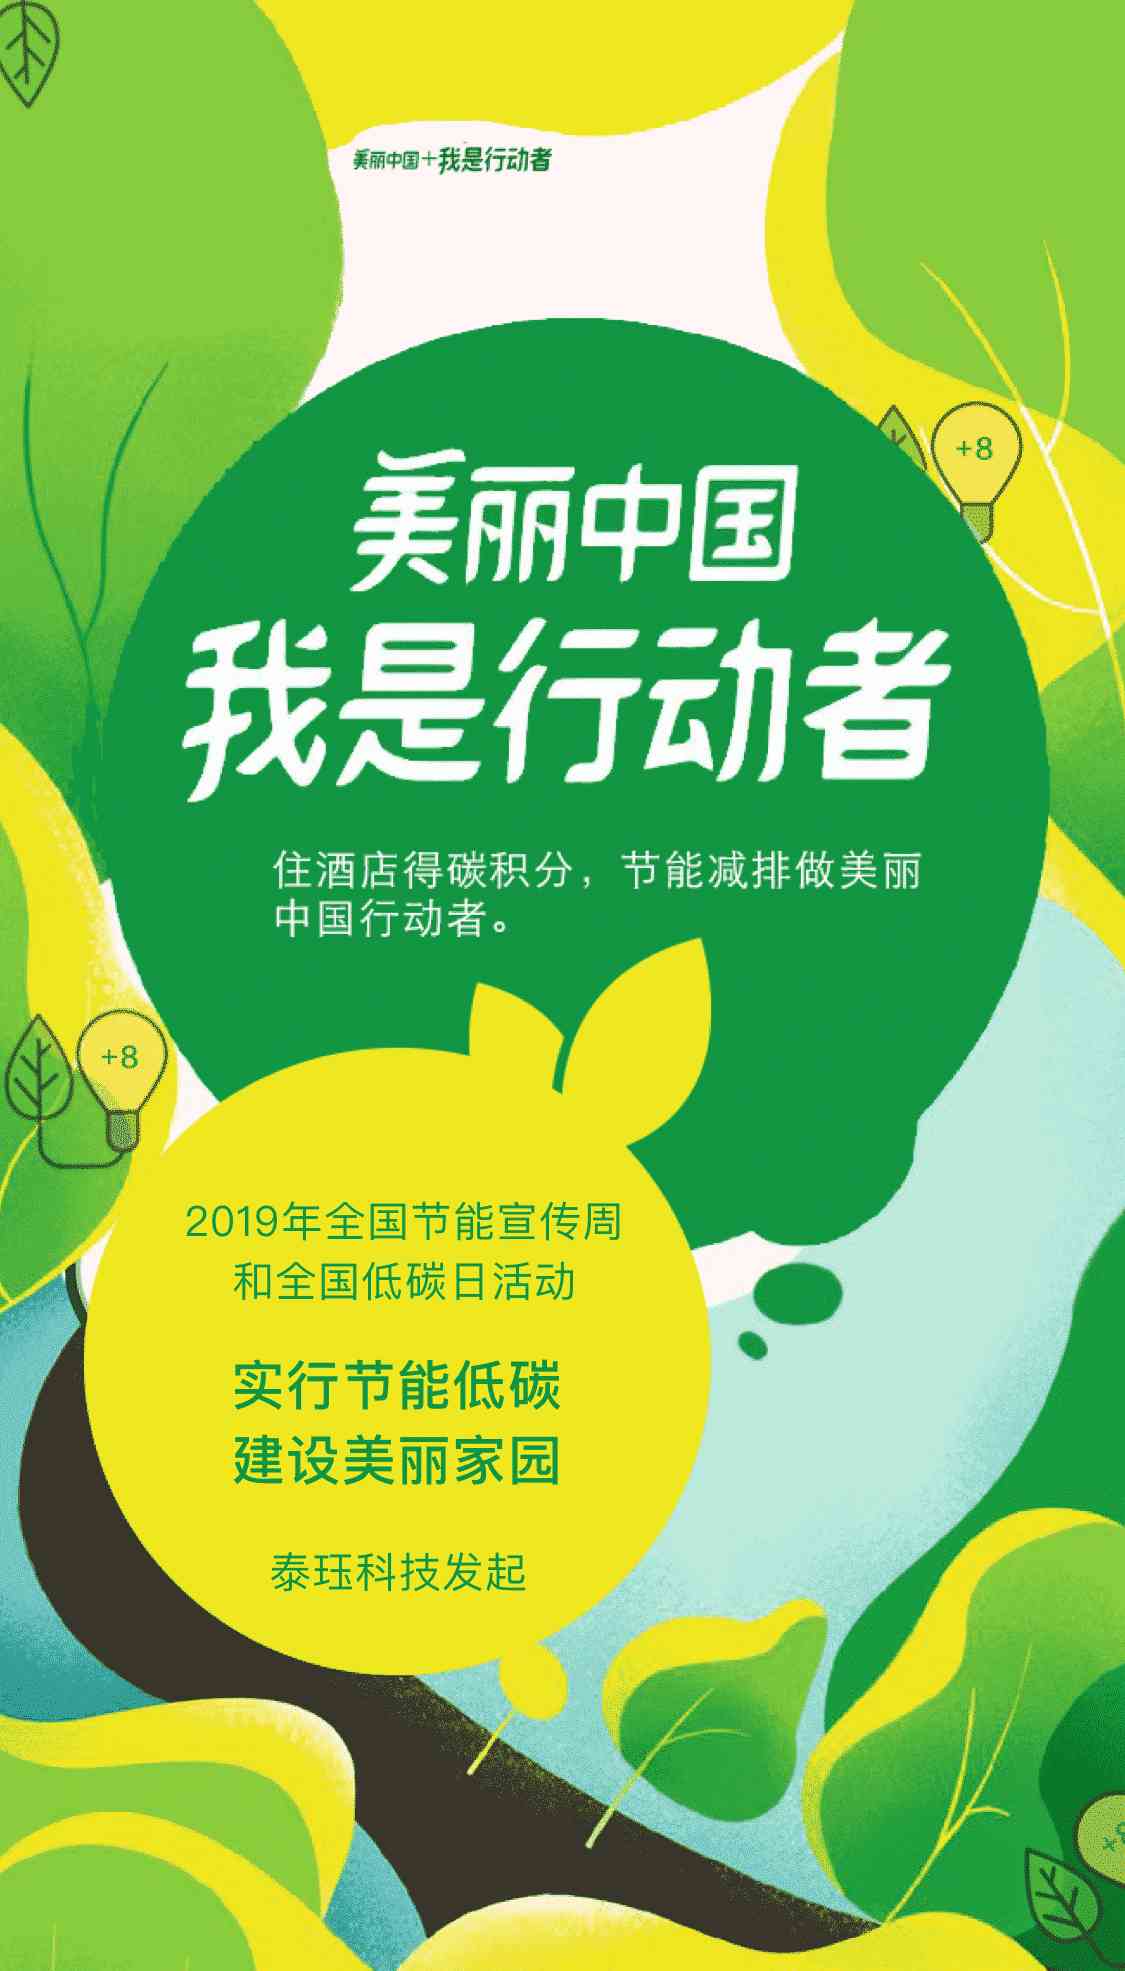 美丽中国+我是行动者
+8
美丽中国
我是行动者
住酒店得碳积分，节能减排做美丽
中国行动者。
+8
2019年全国节能宣传周
和全国低碳日活动
实行节能低碳
建设美丽家园
泰珏科技发起